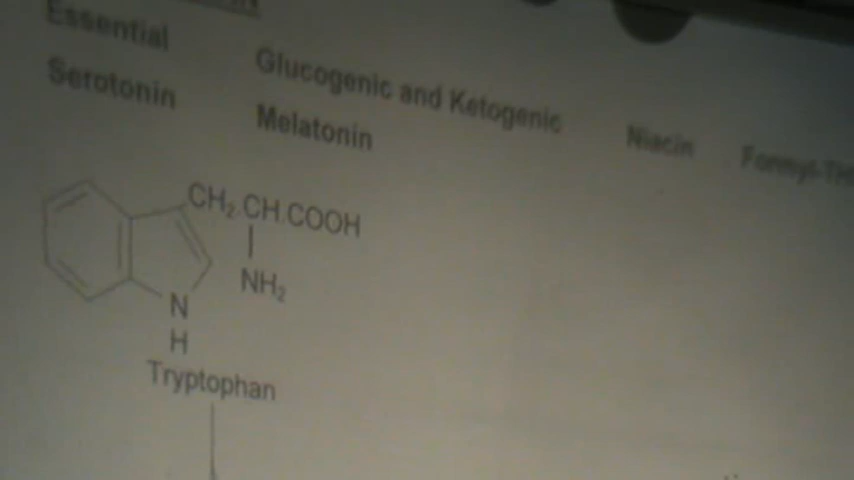 Essential Glucogenic and Ketogenic Niacin
Serotonin Melatonin
CH2 CH COOH
NH2
N
H
Tryptophan